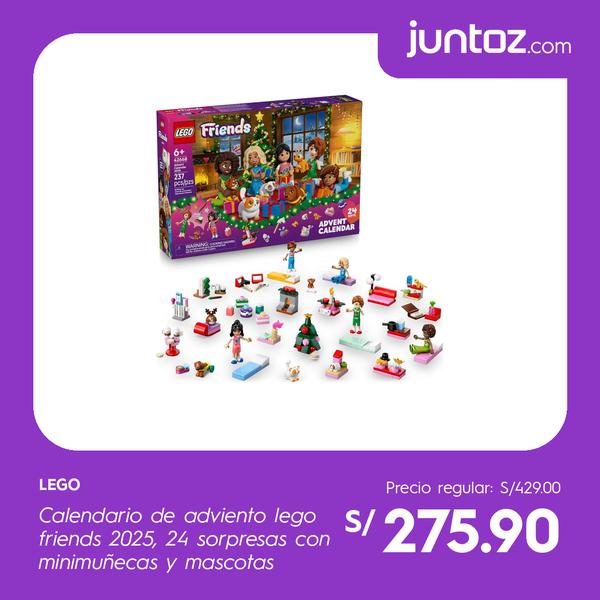 juntoz.com
LEGO Friends
6+
237
pcs/pzs
WARNING:
24
ADVENT
CALENDAR
LEGO
Calendario de adviento lego
friends 2025, 24 sorpresas con
minimuñecas y mascotas
Precio regular: S/429.00
S/ 275.90